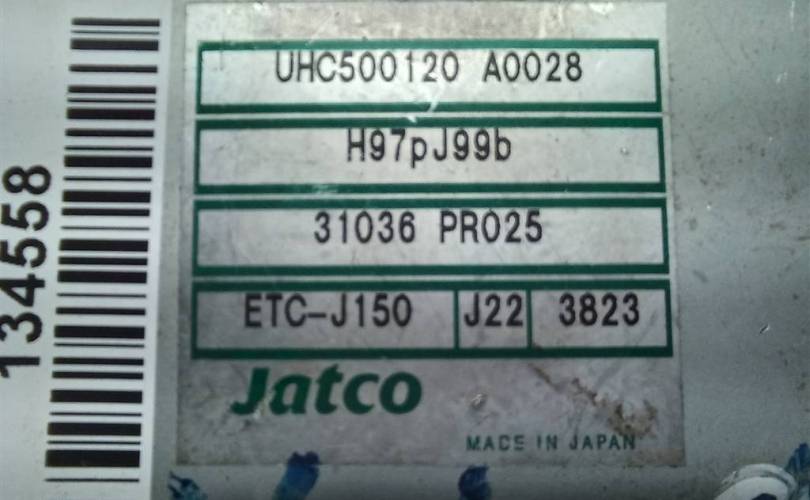 UHC500120 A0028
H97pJ99b
31036 PR025
ETC-J150 J22 3823
Jatco
MADE IN JAPAN
134558